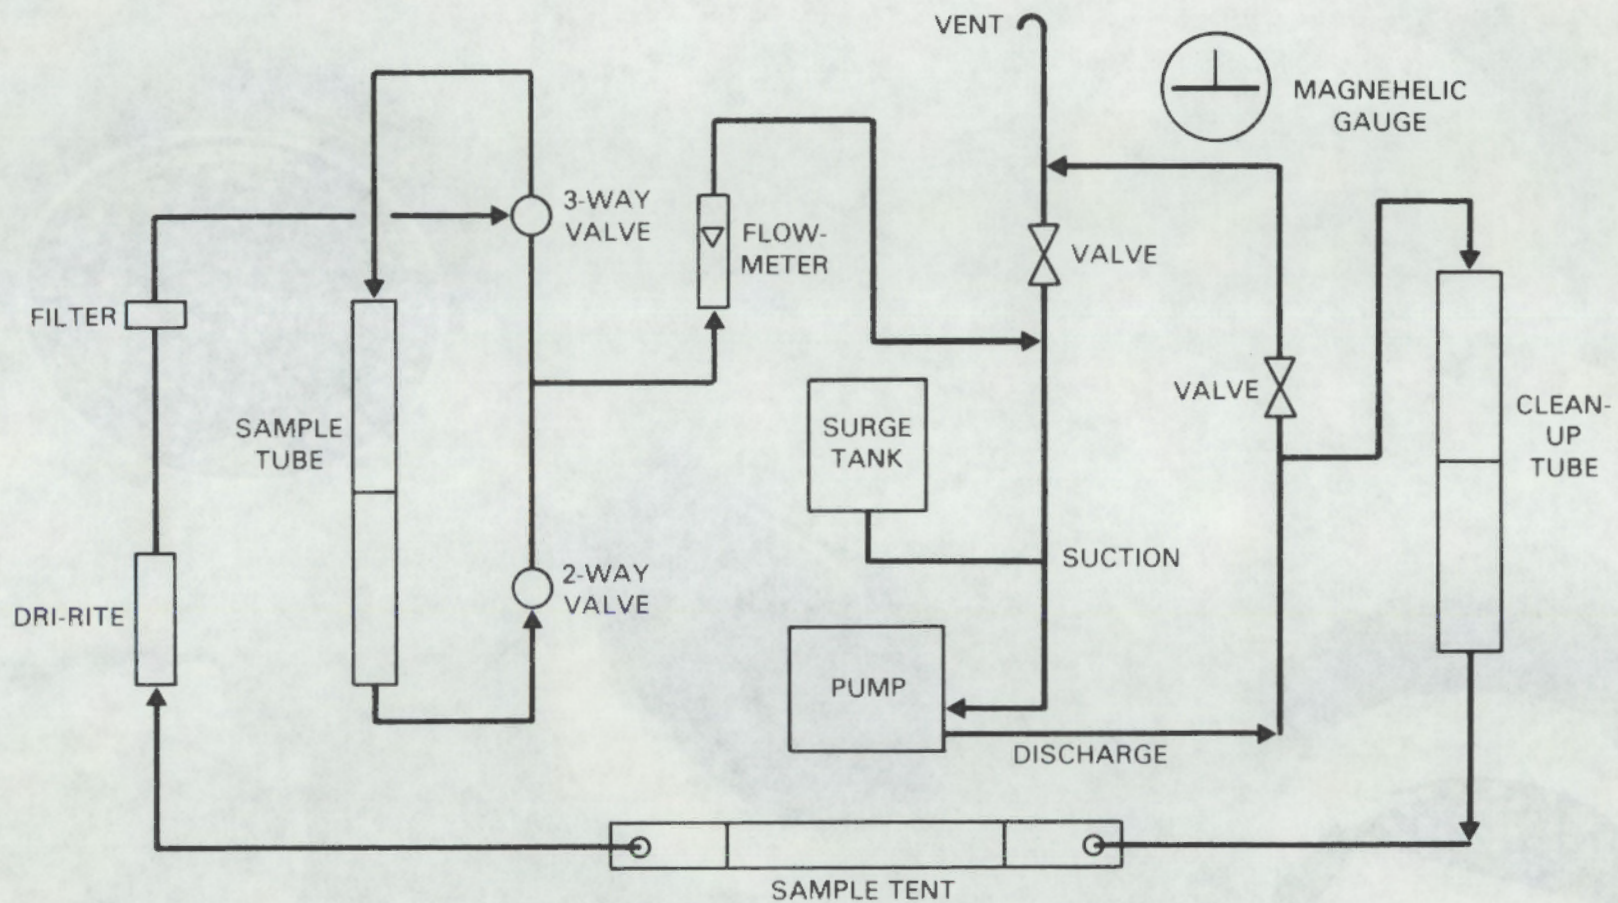 VENT
MAGNEHELIC
GAUGE
3-WAY
VALVE
FLOW-
METER
VALVE
FILTER
VALVE
CLEAN-
UP
TUBE
SAMPLE
TUBE
SURGE
TANK
SUCTION
2-WAY
VALVE
DRI-RITE
PUMP
DISCHARGE
SAMPLE TENT